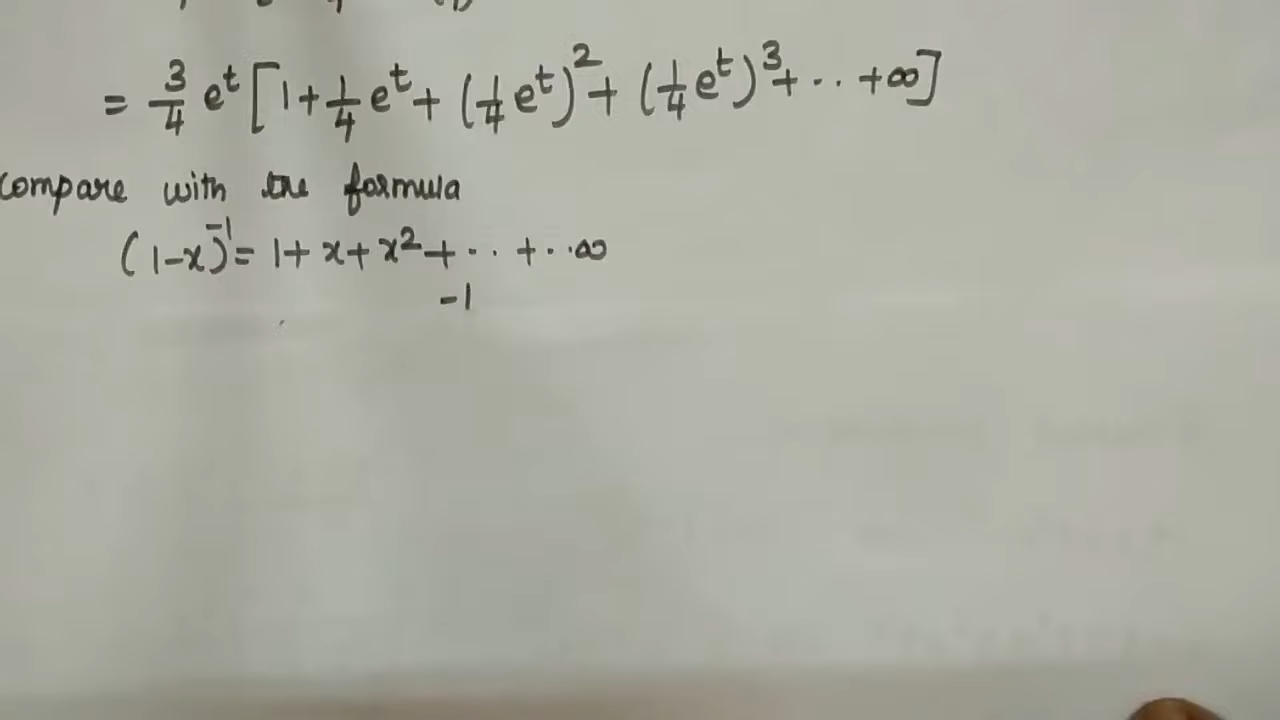 = 3/4 e^t [1 + 1/4 e^t + (1/4 e^t)^2 + (1/4 e^t)^3 + .. + ∞]
compare with the formula
(1-x)^-1 = 1 + x + x^2 + .. + ..∞
-1